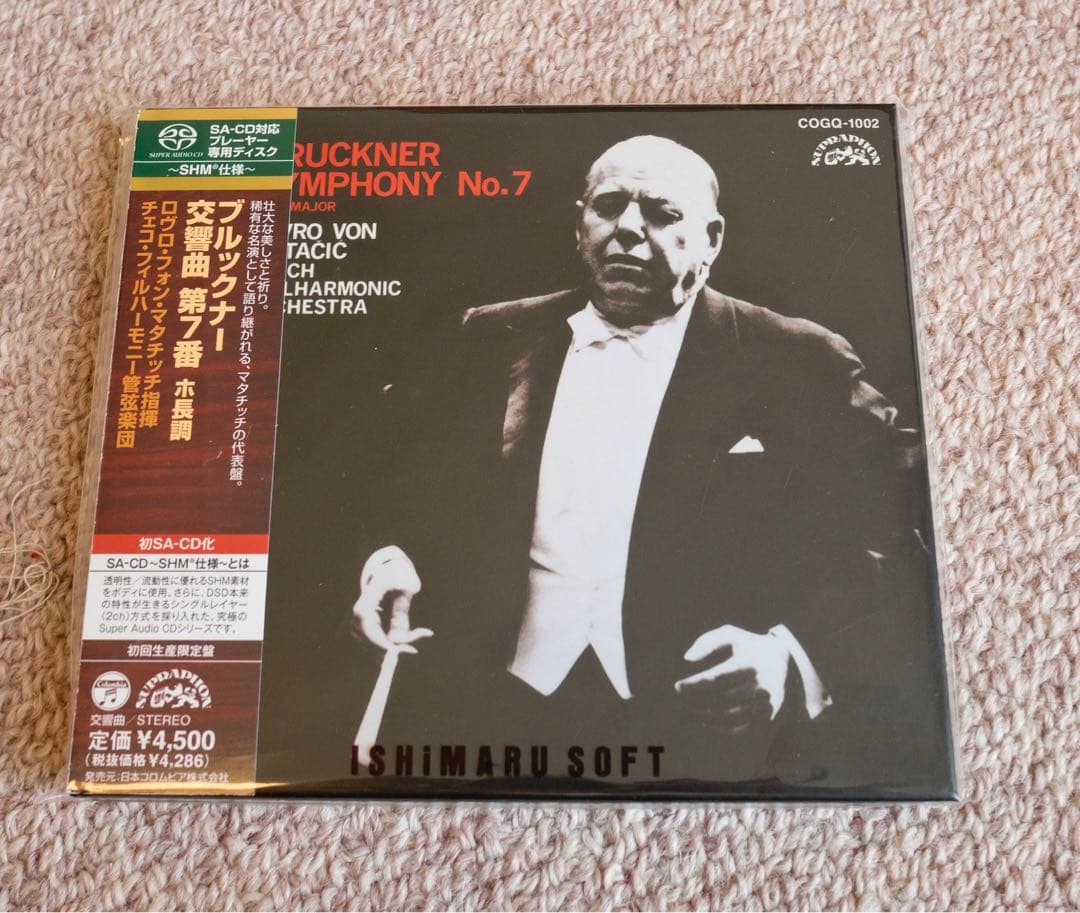 SUPER AUDIO CD
SA-CD対応
プレーヤー
専用ディスク
～SHM®仕様～
壮大な美しさと祈り。
稀有な名演として語り継がれる、マタチッチの代表盤。
ブルックナー
交響曲 第7番 ホ長調
ロヴロ・フォン・マタチッチ指揮
チェコ・フィルハーモニー管弦楽団
初SA-CD化
SA-CD～SHM®仕様～とは
透明性／流動性に優れるSHM素材
をボディに使用。さらに、DSD本来
の特性が生きるシングルレイヤー
(2ch)方式を採り入れた、究極の
Super Audio CDシリーズです。
初回生産限定盤
Columbia
SUPRAPHON
交響曲／STEREO
定価 ¥4,500
(税抜価格¥4,286)
発売元:日本コロムビア株式会社
COGQ-1002
SUPRAPHON
RUCKNER
YMPHONY No.7
MAJOR
VRO VON
TAČIĆ
CH
LHARMONIC
CHESTRA
ISHiMARU SOFT